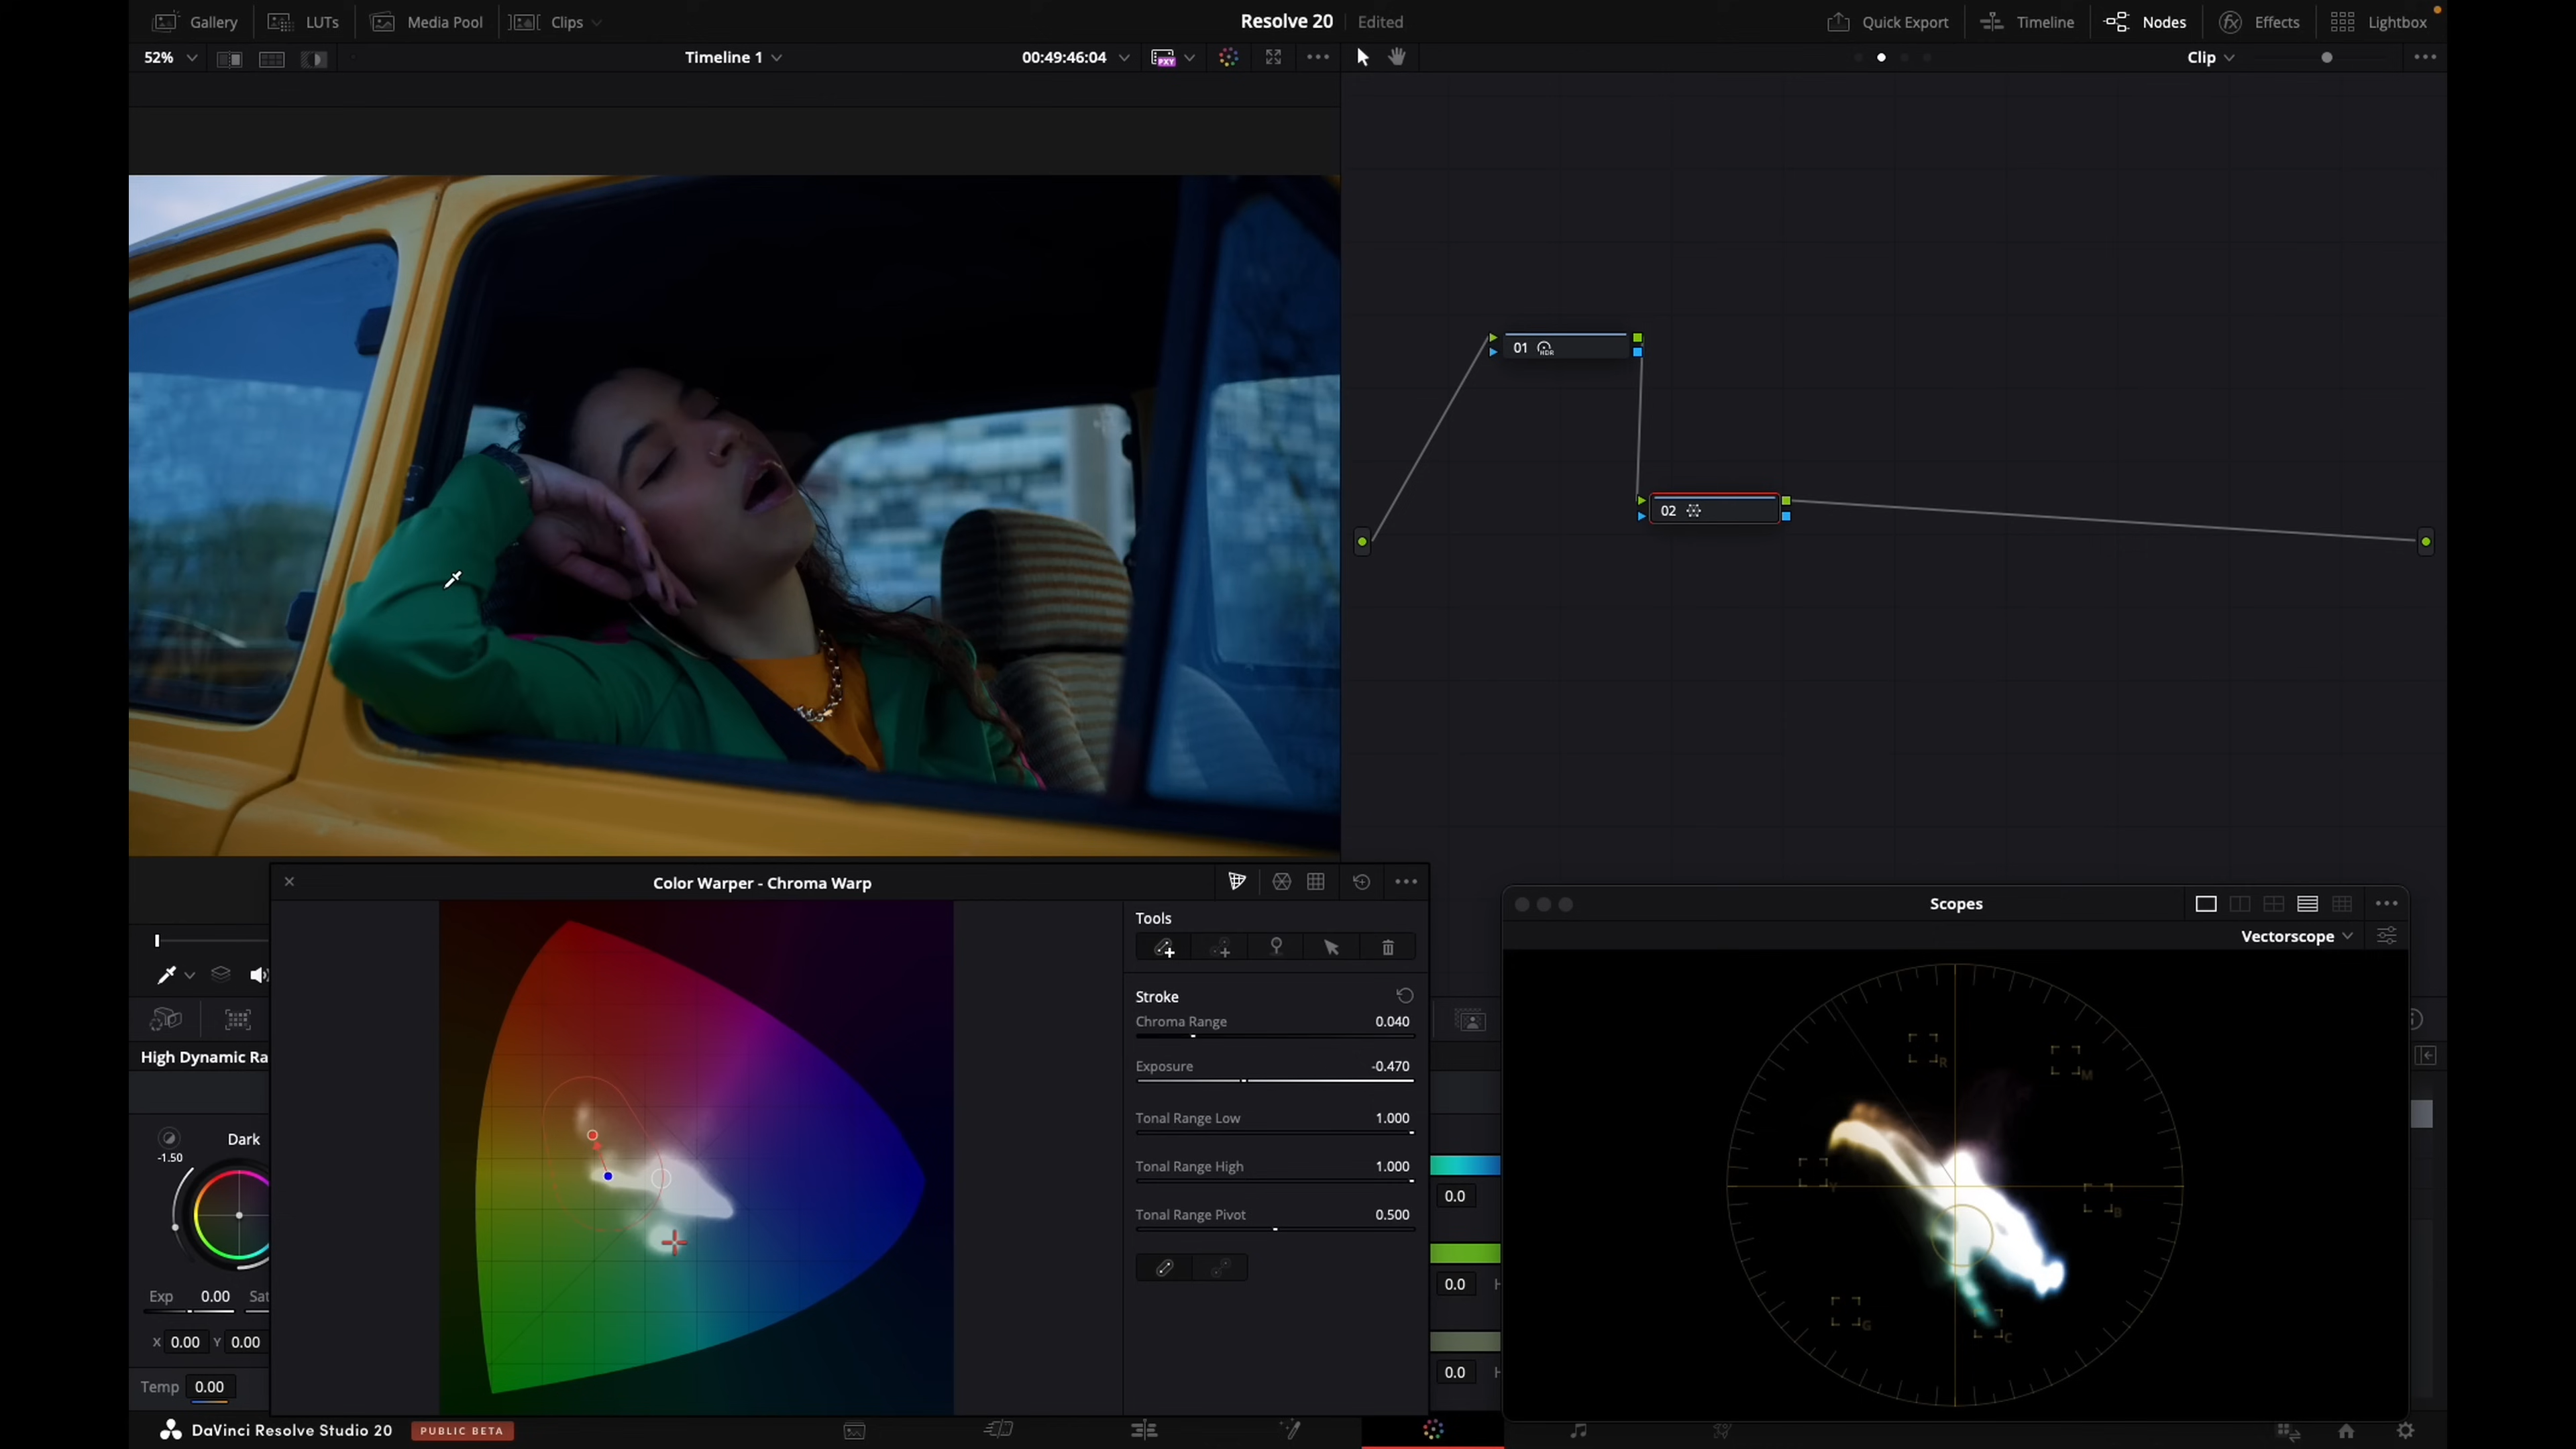 Gallery LUTs Media Pool Clips Resolve 20 Edited Quick Export Timeline Nodes Effects Lightbox
52% Timeline 1 00:49:46:04 PXY Clip
01 HDR
02
Color Warper - Chroma Warp
Tools
Stroke
Chroma Range 0.040
Exposure -0.470
Tonal Range Low 1.000
Tonal Range High 1.000
Tonal Range Pivot 0.500
Scopes
Vectorscope
R
M
Y
B
G
C
High Dynamic Ra
Dark
-1.50
Exp 0.00 Sat
X 0.00 Y 0.00
Temp 0.00
0.0
0.0 H
0.0 H
DaVinci Resolve Studio 20 PUBLIC BETA